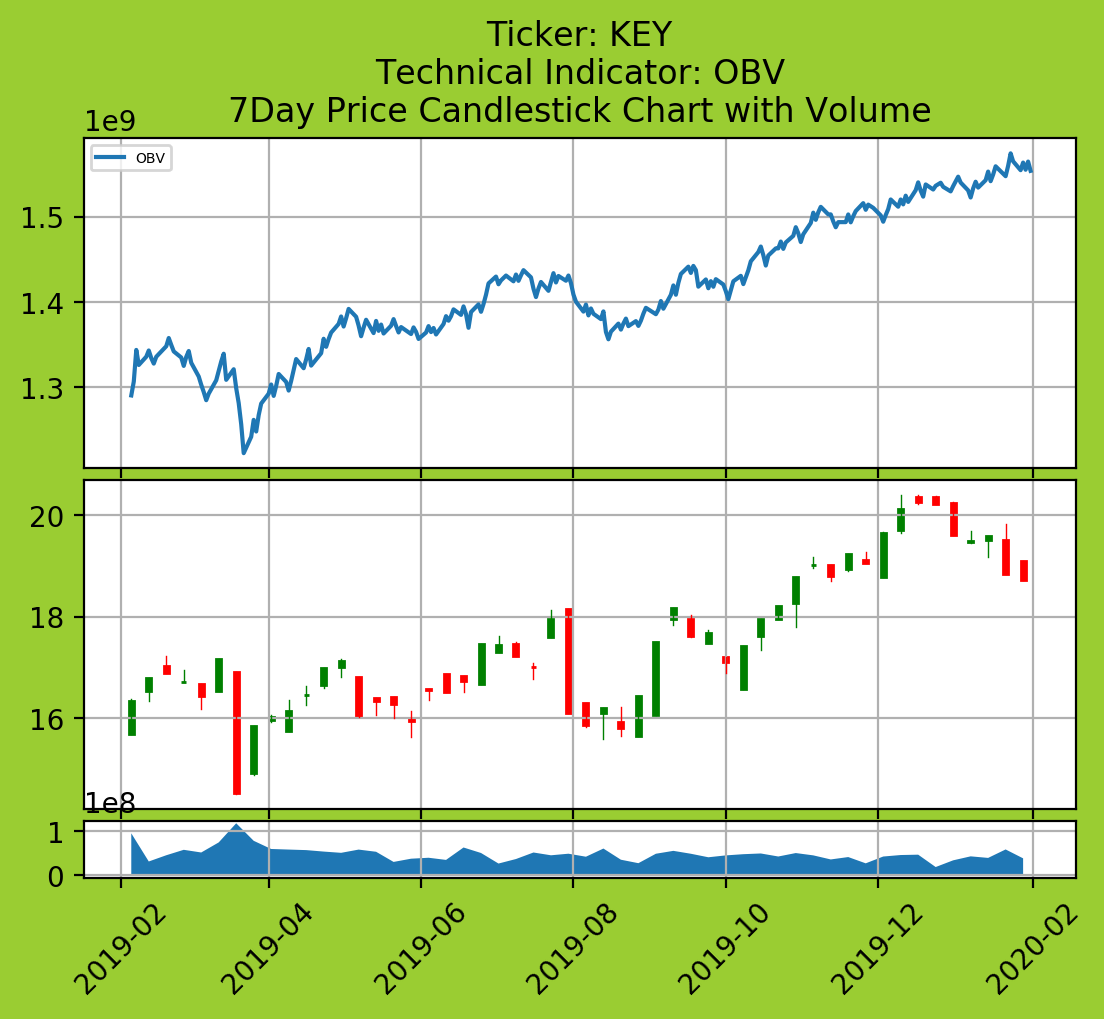 Ticker: KEY
Technical Indicator: OBV
7Day Price Candlestick Chart with Volume
1e9
OBV
1.5
1.4
1.3
20
18
16
1e8
1
0
2019-02
2019-04
2019-06
2019-08
2019-10
2019-12
2020-02